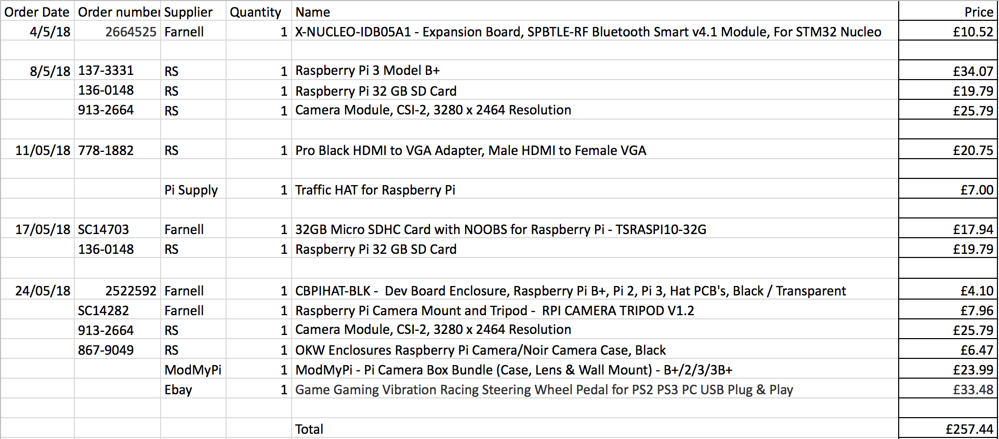 Order Date Order number Supplier Quantity Name Price
4/5/18 2664525 Farnell 1 X-NUCLEO-IDB05A1 - Expansion Board, SPBTLE-RF Bluetooth Smart v4.1 Module, For STM32 Nucleo £10.52
8/5/18 137-3331 RS 1 Raspberry Pi 3 Model B+ £34.07
136-0148 RS 1 Raspberry Pi 32 GB SD Card £19.79
913-2664 RS 1 Camera Module, CSI-2, 3280 x 2464 Resolution £25.79
11/05/18 778-1882 RS 1 Pro Black HDMI to VGA Adapter, Male HDMI to Female VGA £20.75
Pi Supply 1 Traffic HAT for Raspberry Pi £7.00
17/05/18 SC14703 Farnell 1 32GB Micro SDHC Card with NOOBS for Raspberry Pi - TSRASPI10-32G £17.94
136-0148 RS 1 Raspberry Pi 32 GB SD Card £19.79
24/05/18 2522592 Farnell 1 CBPIHAT-BLK -  Dev Board Enclosure, Raspberry Pi B+, Pi 2, Pi 3, Hat PCB's, Black / Transparent £4.10
SC14282 Farnell 1 Raspberry Pi Camera Mount and Tripod -  RPI CAMERA TRIPOD V1.2 £7.96
913-2664 RS 1 Camera Module, CSI-2, 3280 x 2464 Resolution £25.79
867-9049 RS 1 OKW Enclosures Raspberry Pi Camera/Noir Camera Case, Black £6.47
ModMyPi 1 ModMyPi - Pi Camera Box Bundle (Case, Lens & Wall Mount) - B+/2/3/3B+ £23.99
Ebay 1 Game Gaming Vibration Racing Steering Wheel Pedal for PS2 PS3 PC USB Plug & Play £33.48
Total £257.44